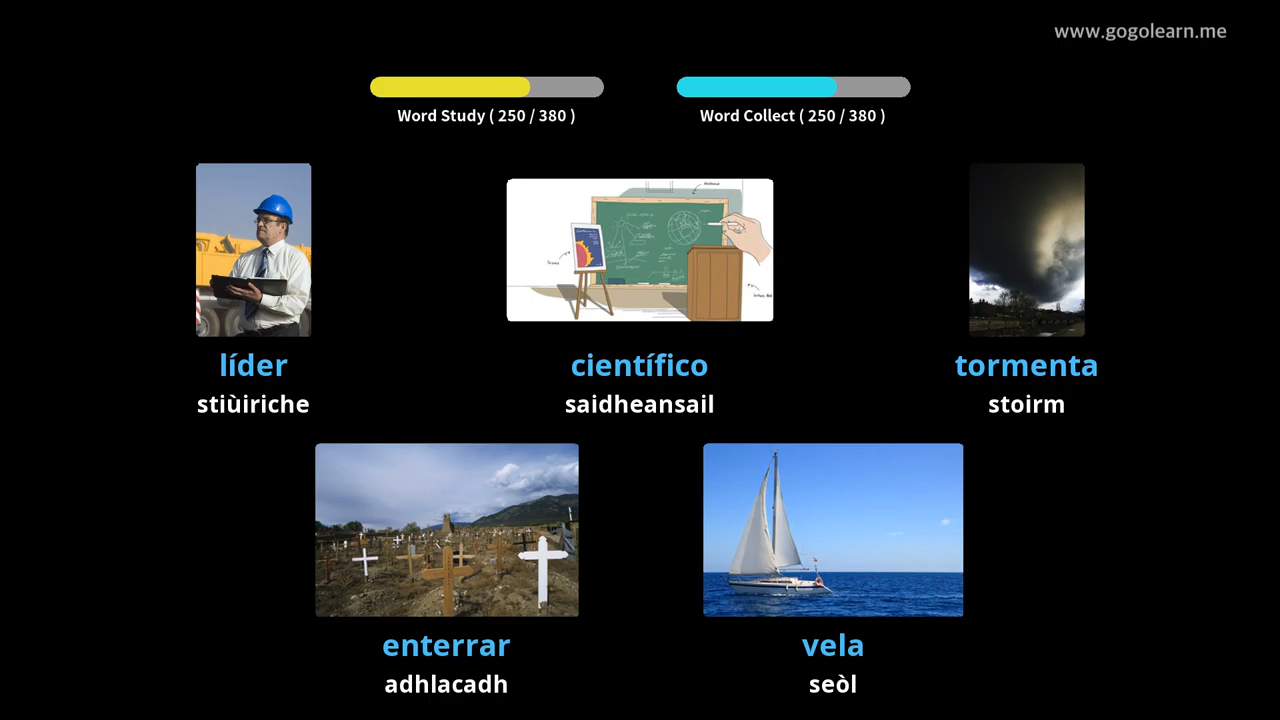 www.gogolearn.me
Word Study ( 250 / 380 )
Word Collect ( 250 / 380 )
líder
stiùiriche
científico
saidheansail
tormenta
stoirm
enterrar
adhlacadh
vela
seòl